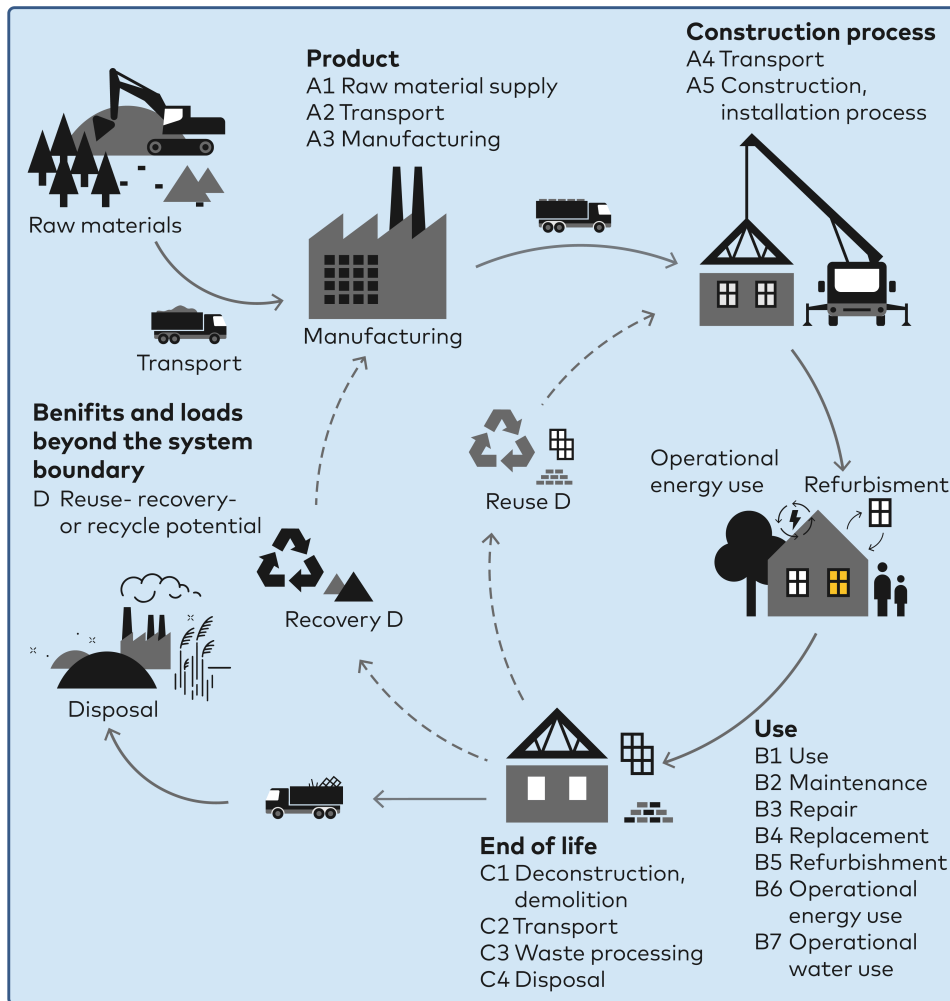 Construction process
A4 Transport
A5 Construction,
installation process
Product
A1 Raw material supply
A2 Transport
A3 Manufacturing
Raw materials
Transport
Manufacturing
Benifits and loads
beyond the system
boundary
D Reuse- recovery-
or recycle potential
Reuse D
Operational
energy use
Refurbisment
Recovery D
Disposal
Use
B1 Use
B2 Maintenance
B3 Repair
B4 Replacement
B5 Refurbishment
B6 Operational
energy use
B7 Operational
water use
End of life
C1 Deconstruction,
demolition
C2 Transport
C3 Waste processing
C4 Disposal